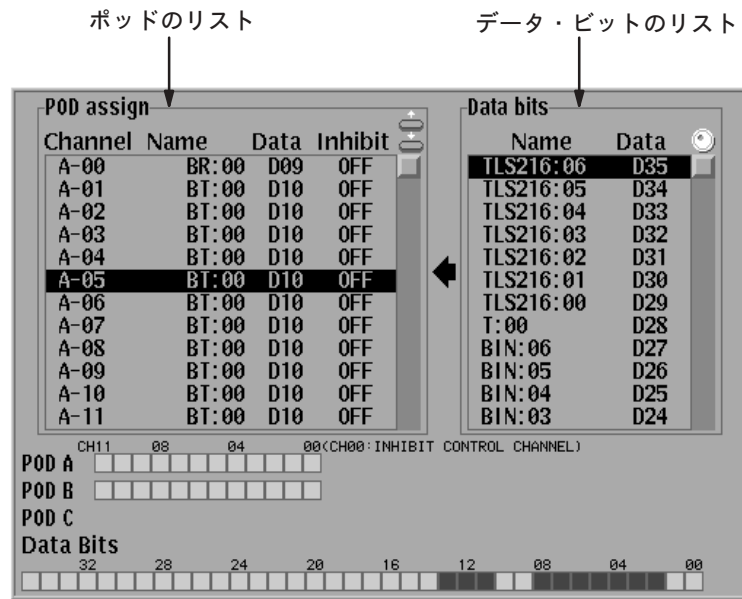 ポッドのリスト
データ・ビットのリスト
POD assign
Channel Name Data Inhibit
A-00 BR:00 D09 OFF
A-01 BT:00 D10 OFF
A-02 BT:00 D10 OFF
A-03 BT:00 D10 OFF
A-04 BT:00 D10 OFF
A-05 BT:00 D10 OFF
A-06 BT:00 D10 OFF
A-07 BT:00 D10 OFF
A-08 BT:00 D10 OFF
A-09 BT:00 D10 OFF
A-10 BT:00 D10 OFF
A-11 BT:00 D10 OFF
Data bits
Name Data
TLS216:06 D35
TLS216:05 D34
TLS216:04 D33
TLS216:03 D32
TLS216:02 D31
TLS216:01 D30
TLS216:00 D29
T:00 D28
BIN:06 D27
BIN:05 D26
BIN:04 D25
BIN:03 D24
CH11 08 04 00(CH00:INHIBIT CONTROL CHANNEL)
POD A
POD B
POD C
Data Bits
32 28 24 20 16 12 08 04 00